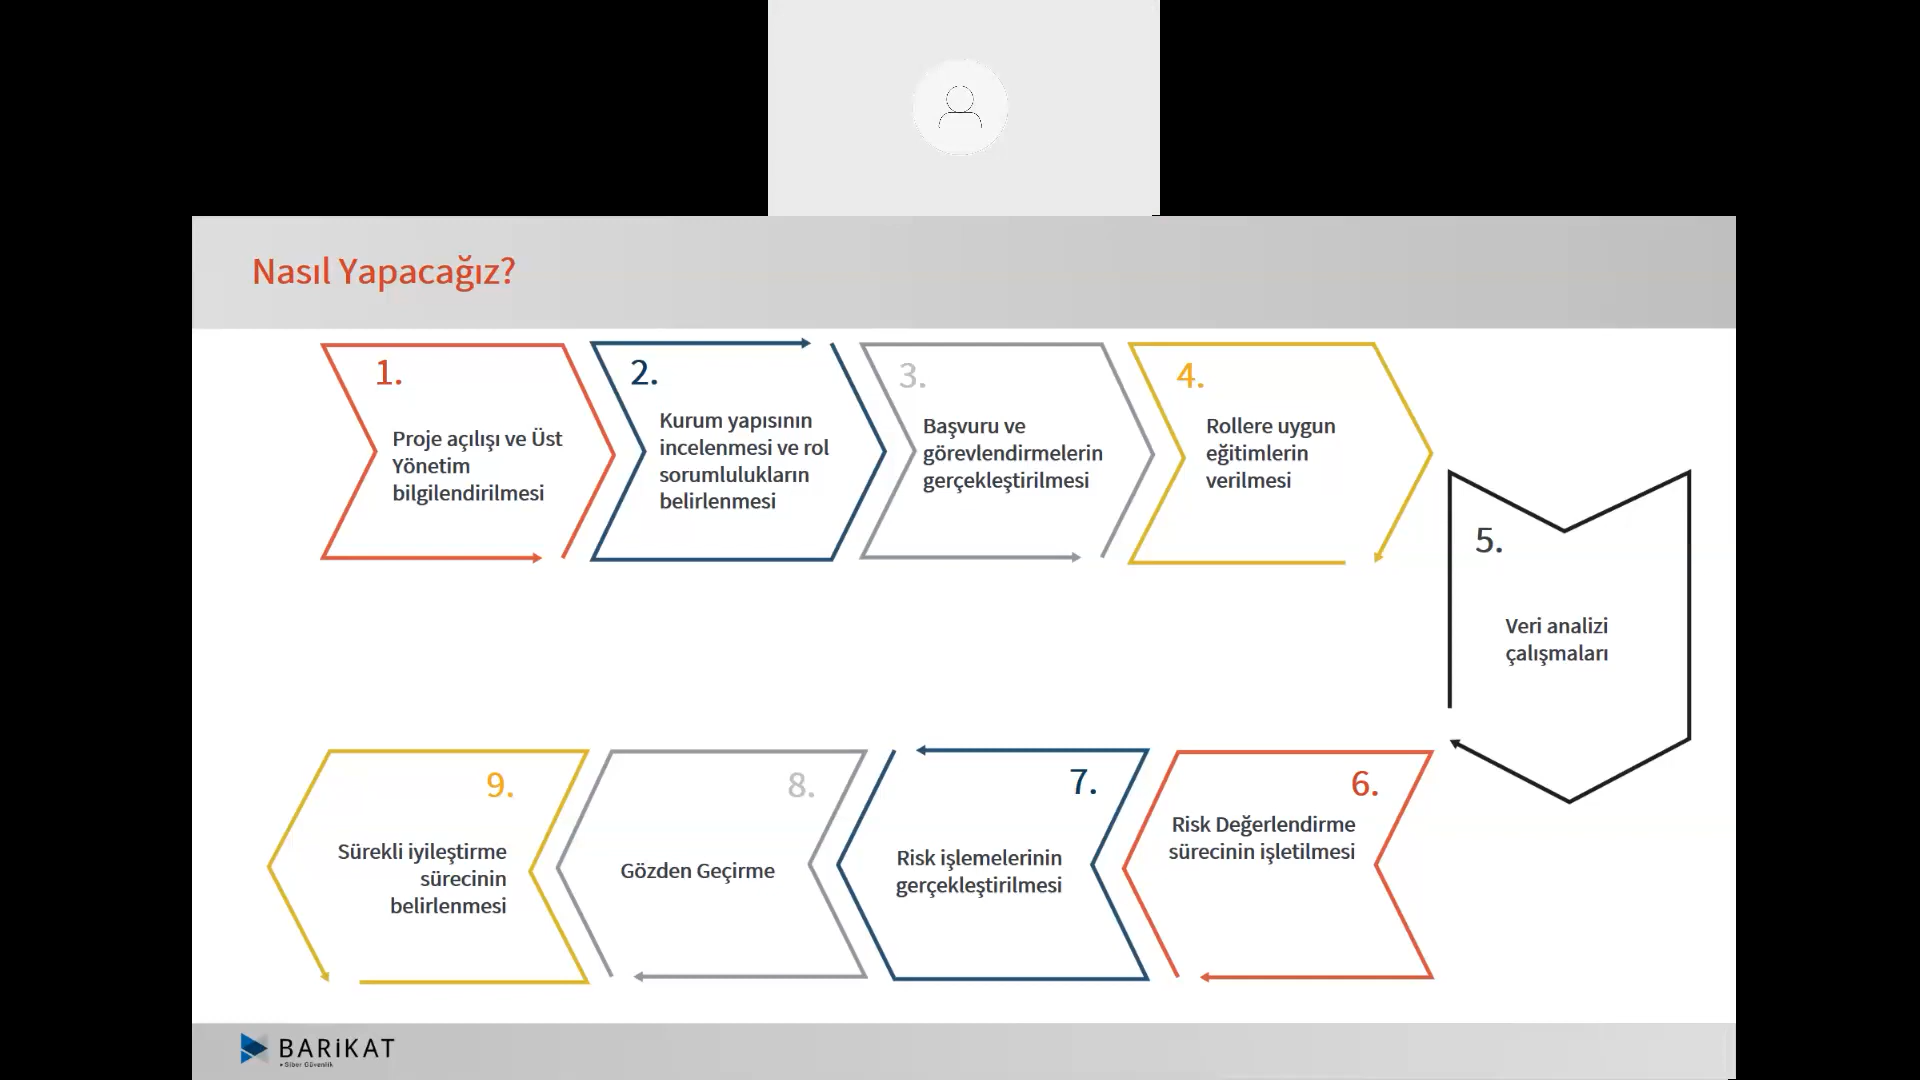 Nasıl Yapacağız?
1.
Proje açılışı ve Üst
Yönetim
bilgilendirilmesi
2.
Kurum yapısının
incelenmesi ve rol
sorumlulukların
belirlenmesi
3.
Başvuru ve
görevlendirmelerin
gerçekleştirilmesi
4.
Rollere uygun
eğitimlerin
verilmesi
5.
Veri analizi
çalışmaları
6.
Risk Değerlendirme
sürecinin işletilmesi
7.
Risk işlemelerinin
gerçekleştirilmesi
8.
Gözden Geçirme
9.
Sürekli iyileştirme
sürecinin
belirlenmesi
BARiKAT
Siber Güvenlik